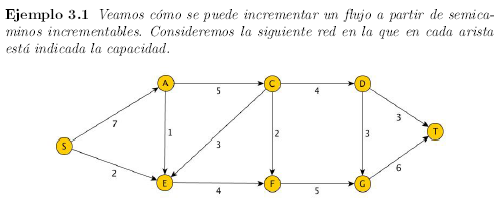 Ejemplo 3.1 Veamos cómo se puede incrementar un flujo a partir de semica-
minos incrementables. Consideremos la siguiente red en la que en cada arista
está indicada la capacidad.
A 5 C 4 D
7 3 T
S 1 3 2 3
2 6
E 4 F 5 G